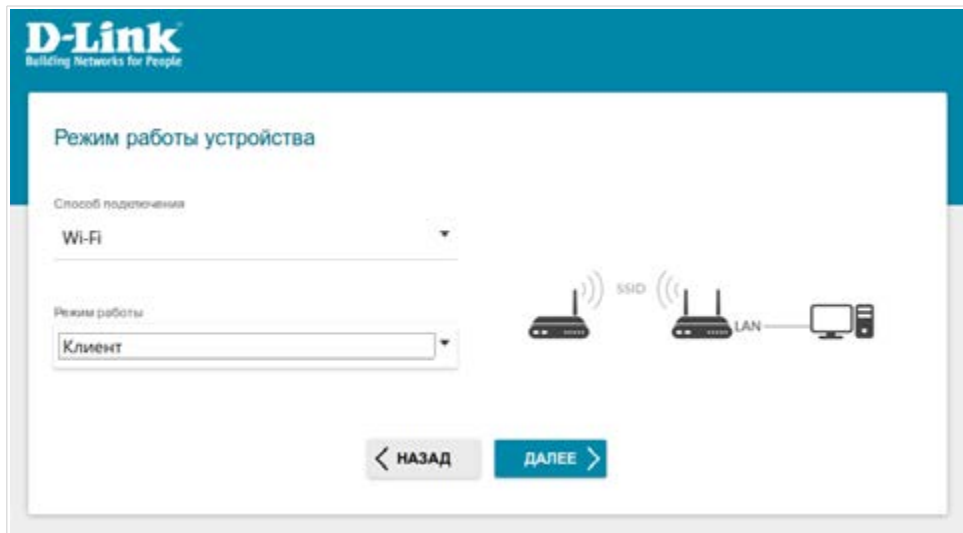 D-Link
Building Networks for People
Режим работы устройства
Способ подключения
Wi-Fi
SSID
LAN
Режим работы
Клиент
НАЗАД
ДАЛЕЕ